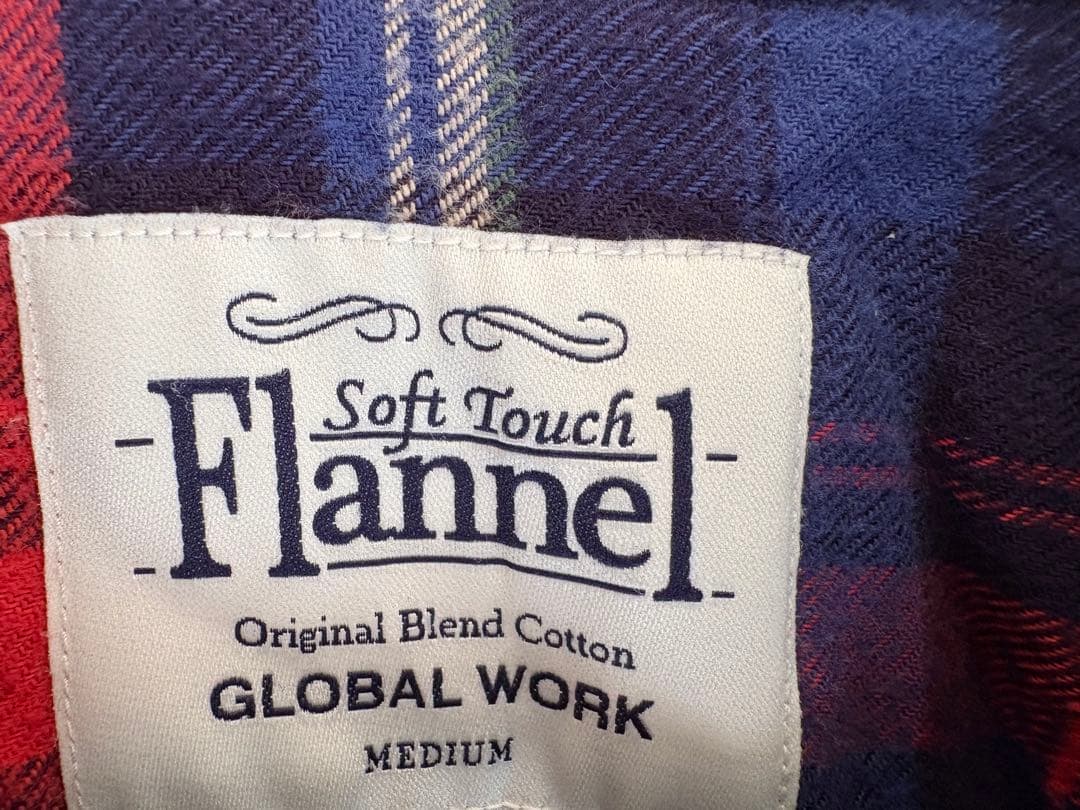 Soft Touch
Flannel
Original Blend Cotton
GLOBAL WORK
MEDIUM